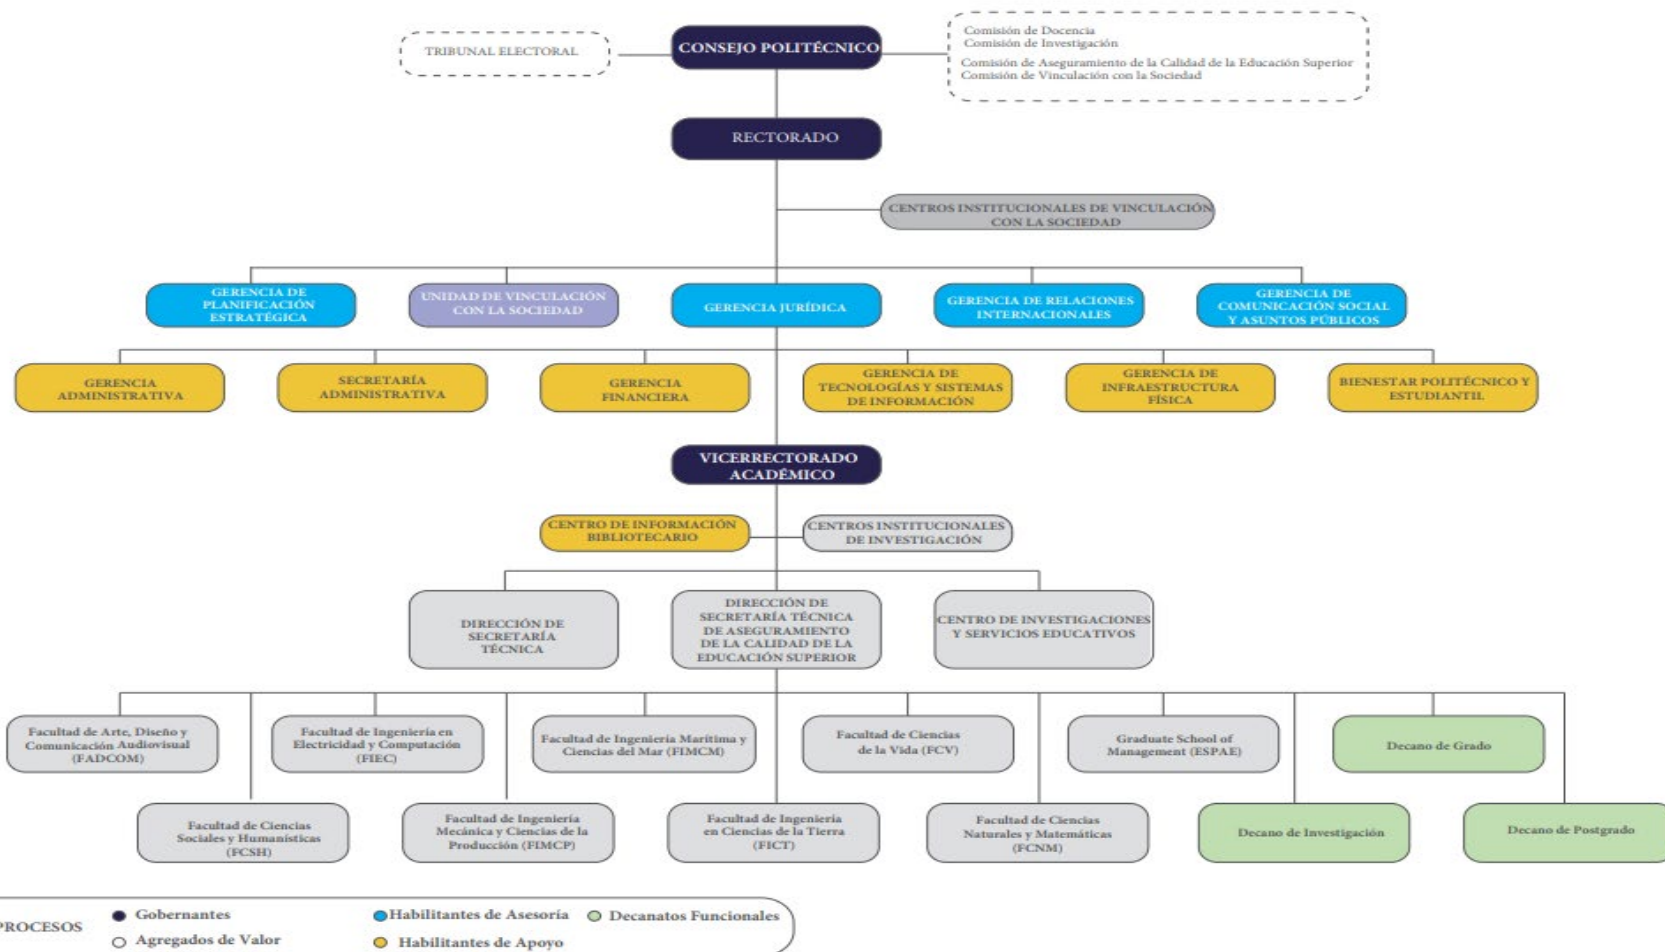 TRIBUNAL ELECTORAL
CONSEJO POLITÉCNICO
Comisión de Docencia
Comisión de Investigación
Comisión de Aseguramiento de la Calidad de la Educación Superior
Comisión de Vinculación con la Sociedad
RECTORADO
CENTROS INSTITUCIONALES DE VINCULACIÓN
CON LA SOCIEDAD
GERENCIA DE
PLANIFICACIÓN
ESTRATÉGICA
UNIDAD DE VINCULACIÓN
CON LA SOCIEDAD
GERENCIA JURÍDICA
GERENCIA DE RELACIONES
INTERNACIONALES
GERENCIA DE
COMUNICACIÓN SOCIAL
Y ASUNTOS PÚBLICOS
GERENCIA
ADMINISTRATIVA
SECRETARÍA
ADMINISTRATIVA
GERENCIA
FINANCIERA
GERENCIA DE
TECNOLOGÍAS Y SISTEMAS
DE INFORMACIÓN
GERENCIA DE
INFRAESTRUCTURA
FÍSICA
BIENESTAR POLITÉCNICO Y
ESTUDIANTIL
VICERRECTORADO
ACADÉMICO
CENTRO DE INFORMACIÓN
BIBLIOTECARIO
CENTROS INSTITUCIONALES
DE INVESTIGACIÓN
DIRECCIÓN DE
SECRETARÍA
TÉCNICA
DIRECCIÓN DE
SECRETARÍA TÉCNICA
DE ASEGURAMIENTO
DE LA CALIDAD DE LA
EDUCACIÓN SUPERIOR
CENTRO DE INVESTIGACIONES
Y SERVICIOS EDUCATIVOS
Facultad de Arte, Diseño y
Comunicación Audiovisual
(FADCOM)
Facultad de Ingeniería en
Electricidad y Computación
(FIEC)
Facultad de Ingeniería Marítima y
Ciencias del Mar (FIMCM)
Facultad de Ciencias
de la Vida (FCV)
Graduate School of
Management (ESPAE)
Decano de Grado
Facultad de Ciencias
Sociales y Humanísticas
(FCSH)
Facultad de Ingeniería
Mecánica y Ciencias de la
Producción (FIMCP)
Facultad de Ingeniería
en Ciencias de la Tierra
(FICT)
Facultad de Ciencias
Naturales y Matemáticas
(FCNM)
Decano de Investigación
Decano de Postgrado
PROCESOS
Gobernantes
Habilitantes de Asesoría
Decanatos Funcionales
Agregados de Valor
Habilitantes de Apoyo